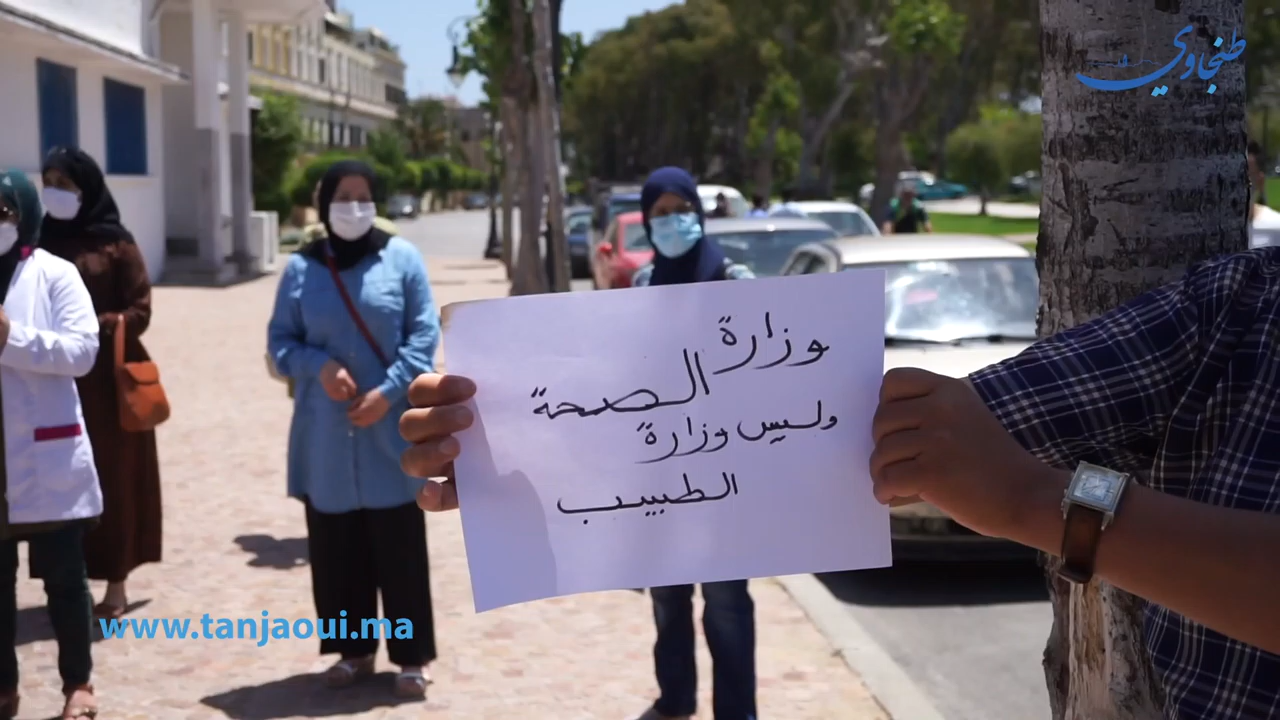 طنجاوي
وزارة
الصحة
وليس وزارة
الطبيب
www.tanjaoui.ma